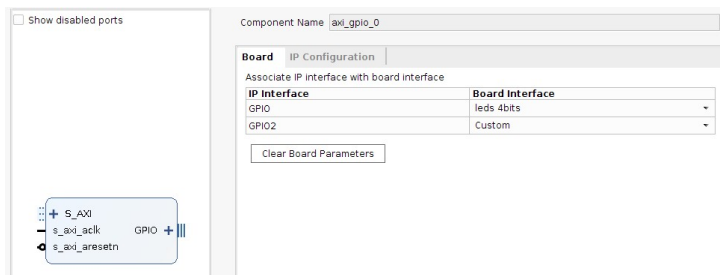 Show disabled ports
Component Name axi_gpio_0
Board IP Configuration
Associate IP interface with board interface
IP Interface Board Interface
GPIO leds 4bits
GPIO2 Custom
Clear Board Parameters
S_AXI
s_axi_aclk GPIO
s_axi_aresetn